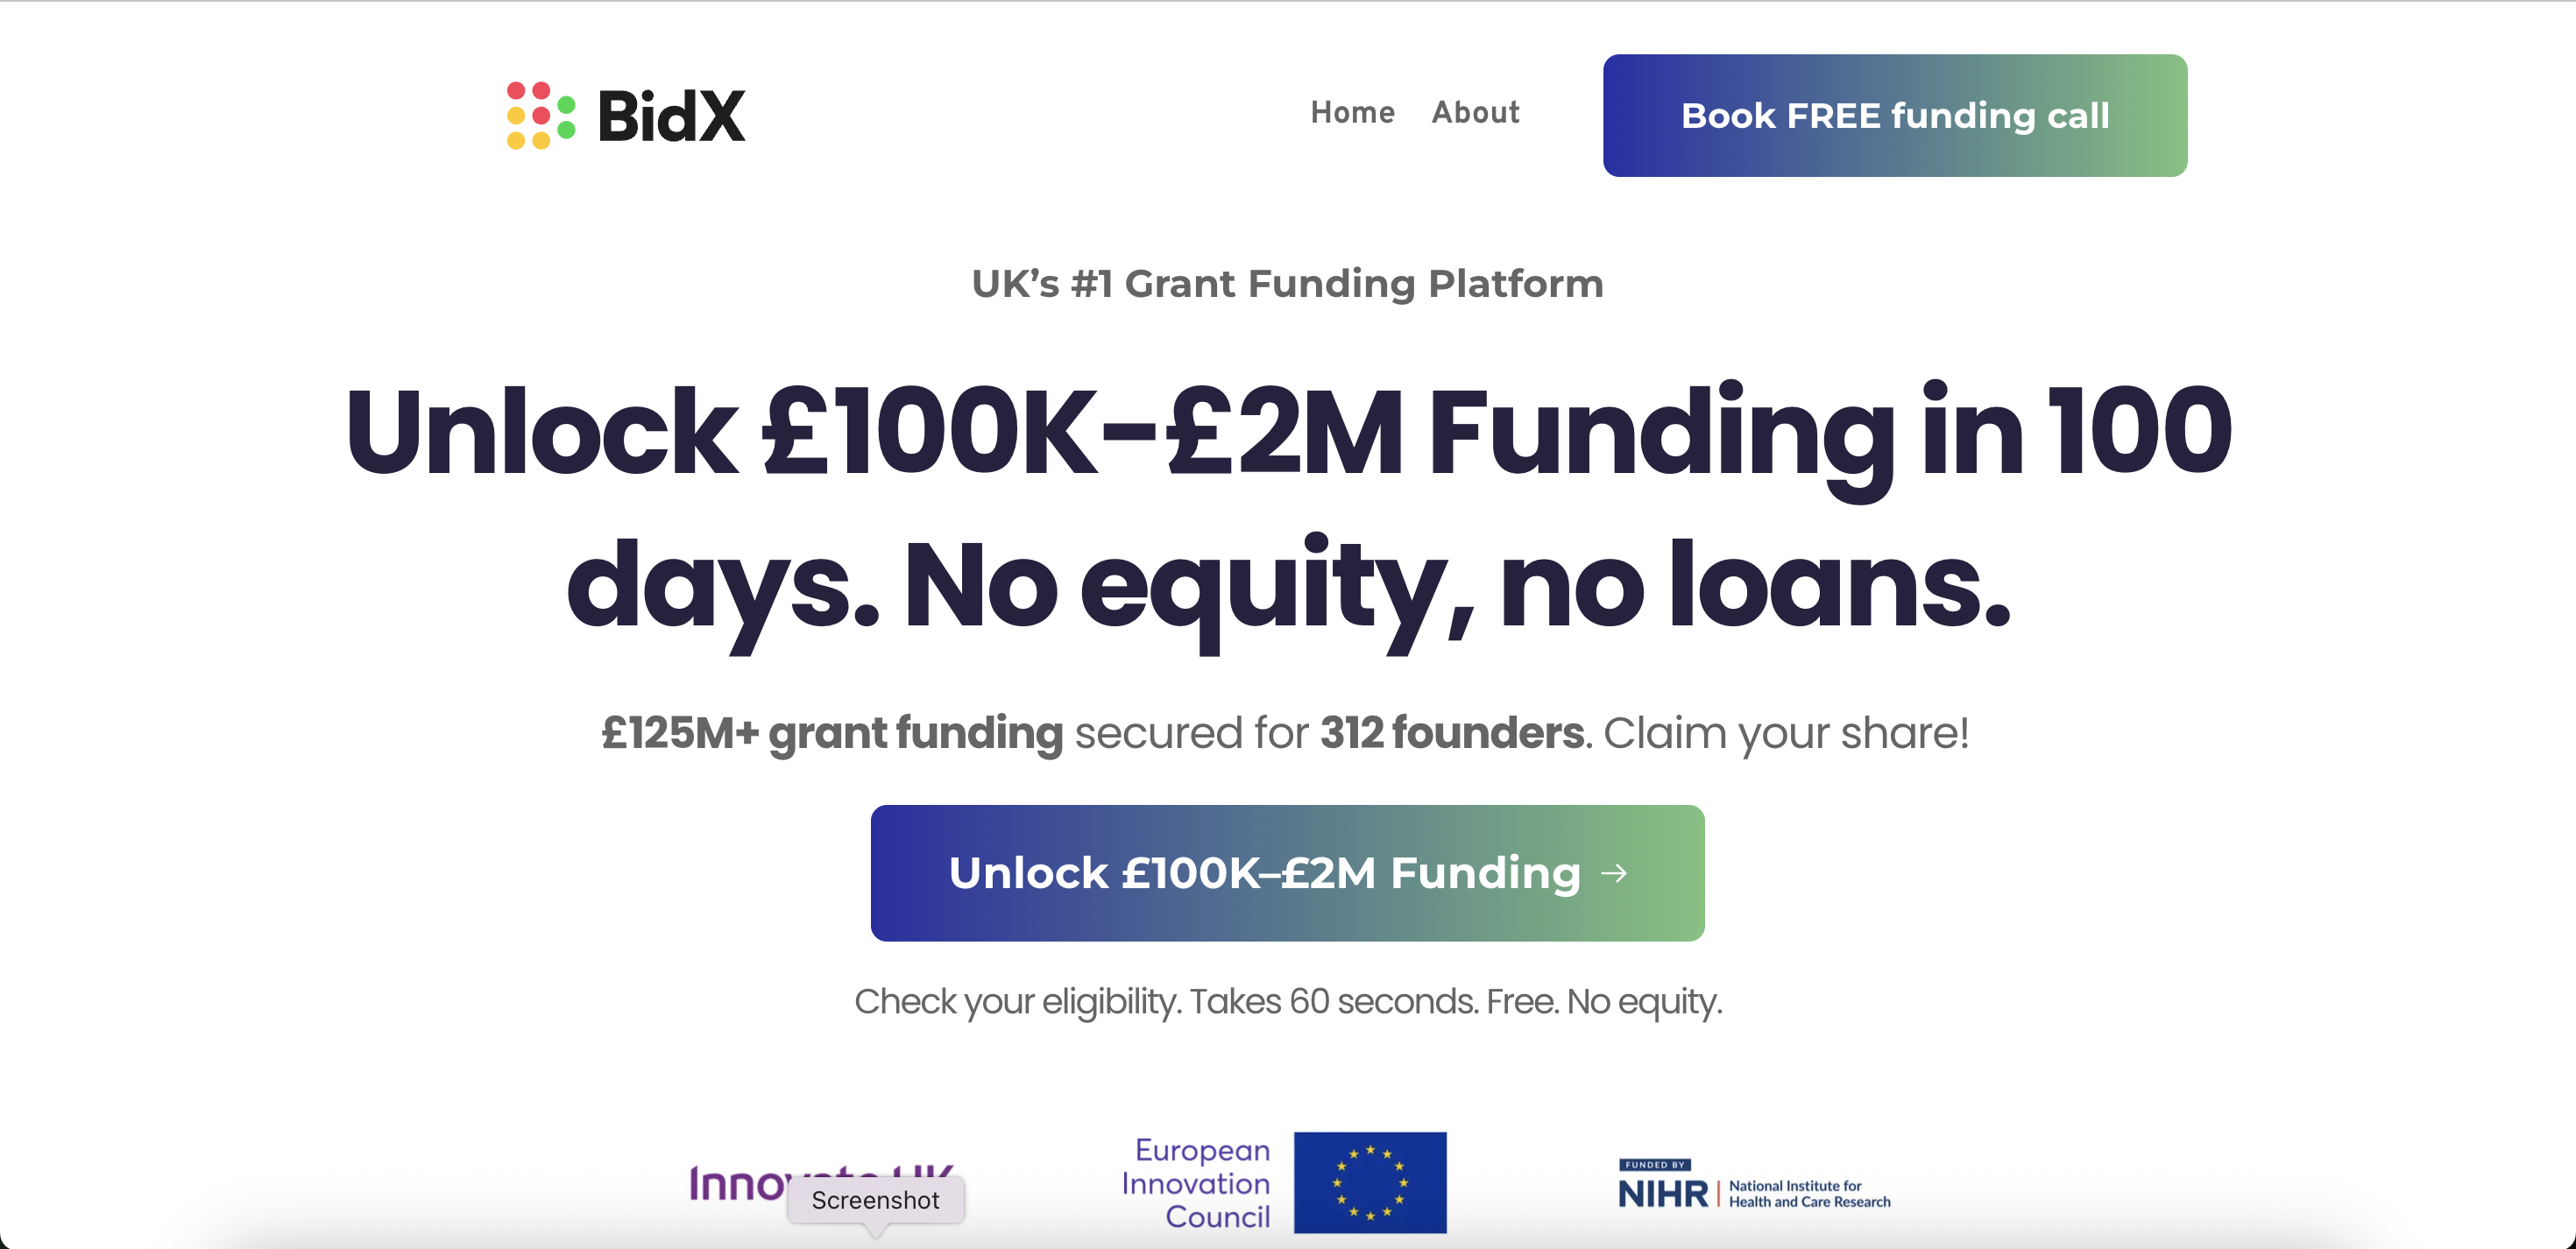 BidX
Home
About
Book FREE funding call
UK’s #1 Grant Funding Platform
Unlock £100K–£2M Funding in 100
days. No equity, no loans.
£125M+ grant funding secured for 312 founders. Claim your share!
Unlock £100K–£2M Funding →
Check your eligibility. Takes 60 seconds. Free. No equity.
Innovate UK
Screenshot
European
Innovation
Council
FUNDED BY
NIHR | National Institute for
Health and Care Research